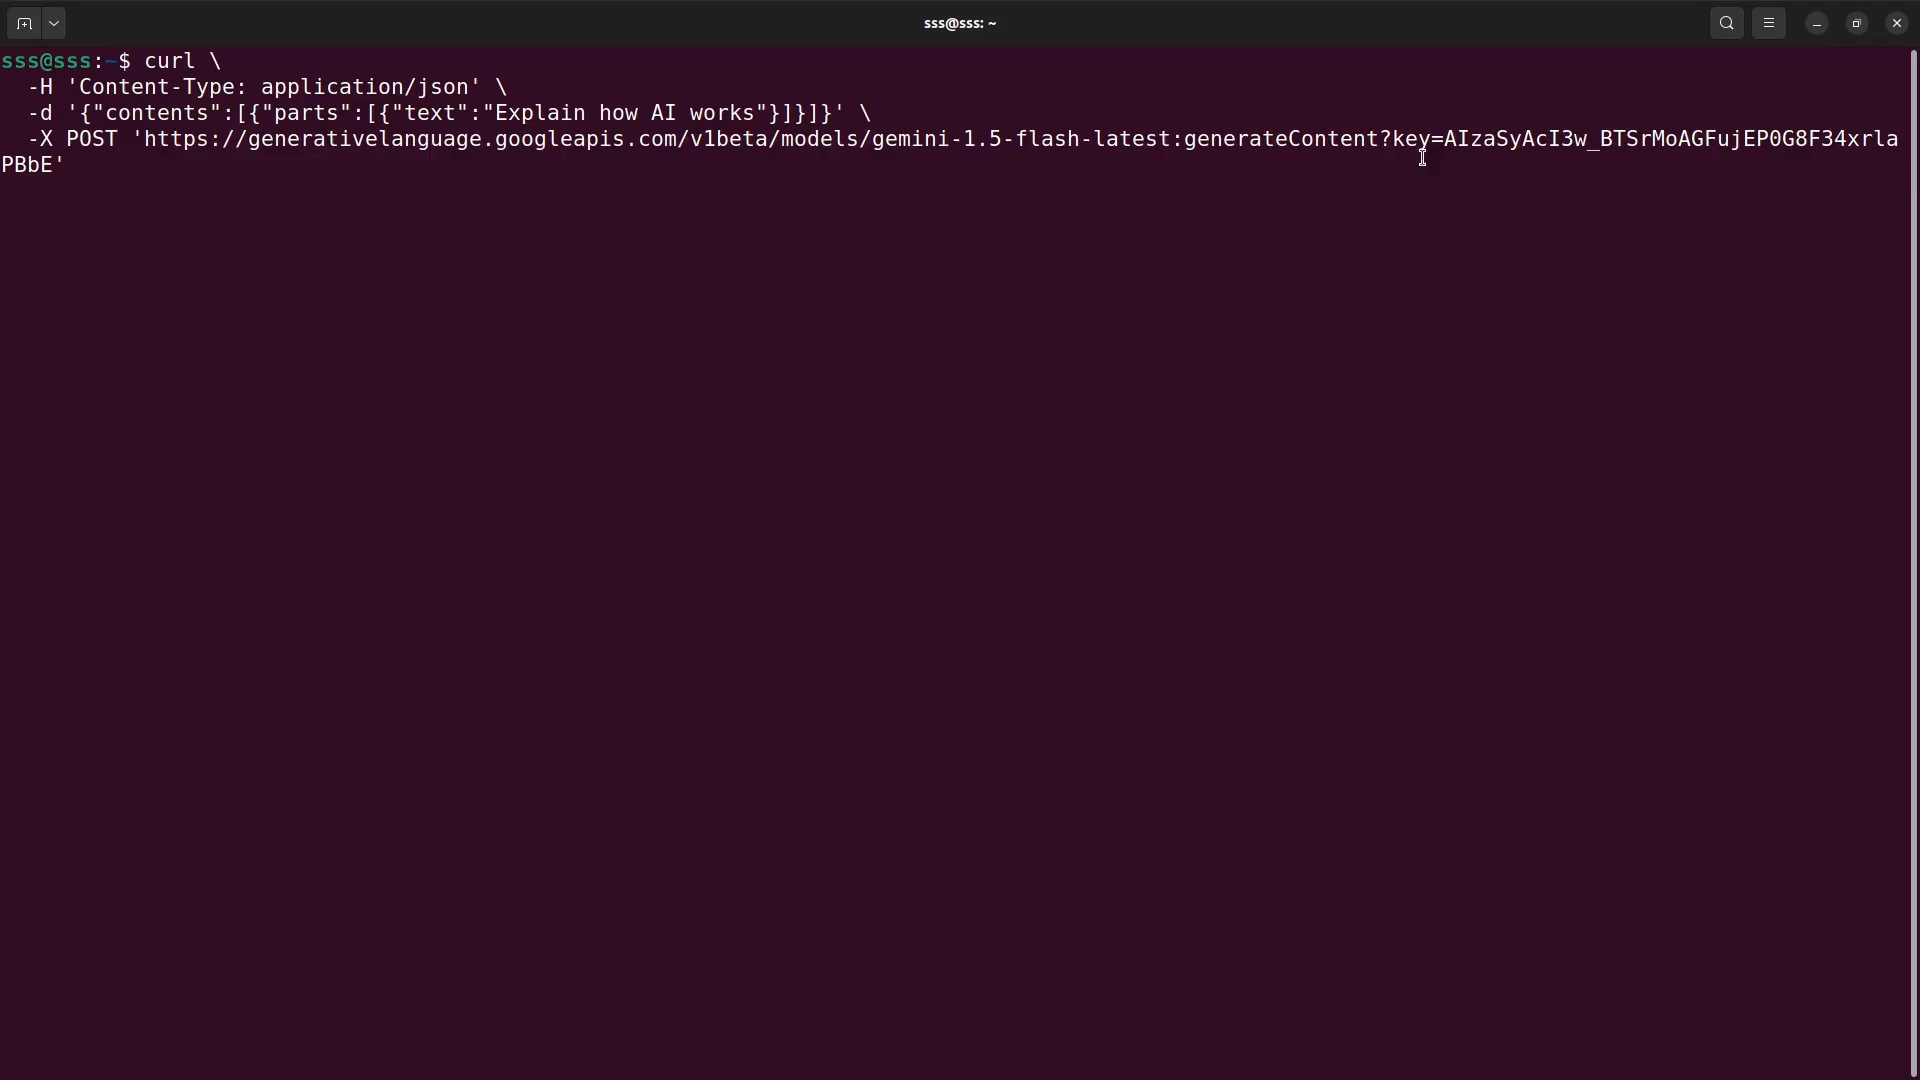 sss@sss: ~
sss@sss:~$ curl \
  -H 'Content-Type: application/json' \
  -d '{"contents":[{"parts":[{"text":"Explain how AI works"}]}]}' \
  -X POST 'https://generativelanguage.googleapis.com/v1beta/models/gemini-1.5-flash-latest:generateContent?key=AIzaSyAcI3w_BTSrMoAGFujEP0G8F34xrla
PBbE'